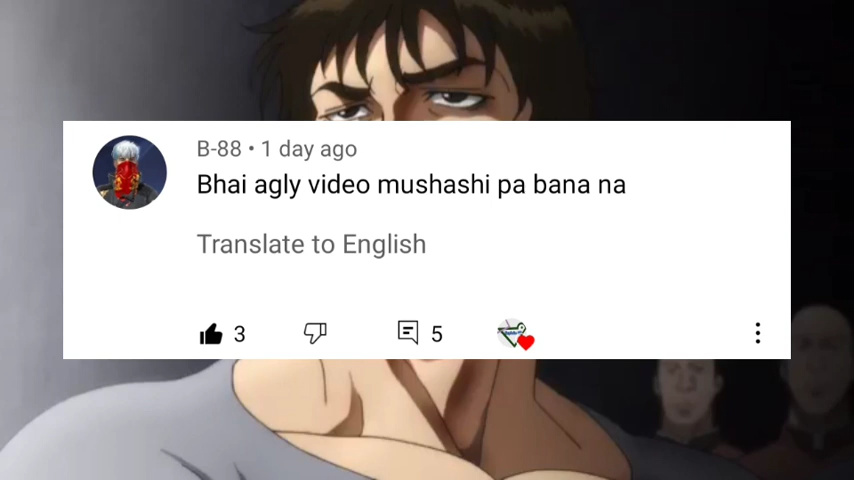 B-88 • 1 day ago
Bhai agly video mushashi pa bana na
Translate to English
3
5